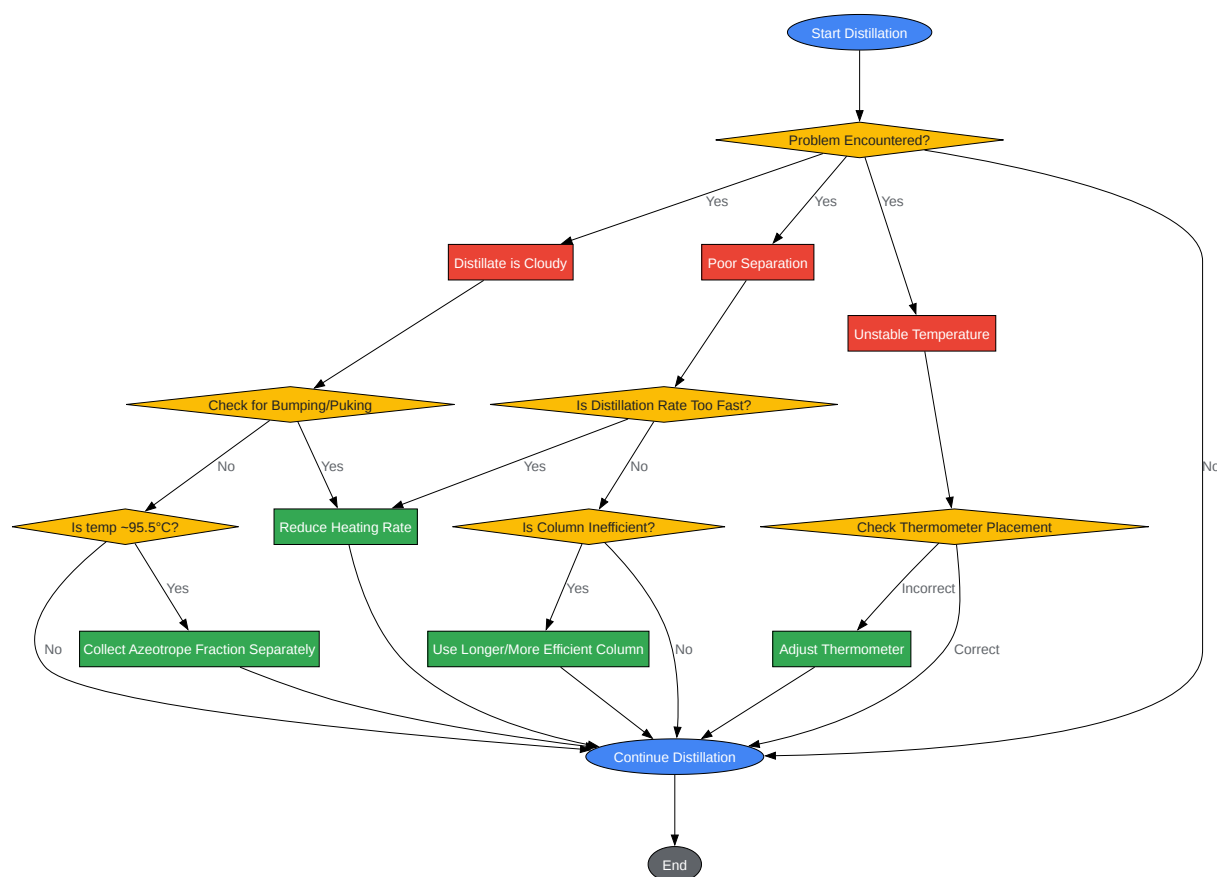 Start Distillation
Problem Encountered?
Yes
Yes
Yes
Distillate is Cloudy
Poor Separation
Unstable Temperature
Check for Bumping/Puking
Is Distillation Rate Too Fast?
No
Yes
Yes
No
No
Is temp ~95.5°C?
Reduce Heating Rate
Is Column Inefficient?
Check Thermometer Placement
Yes
Yes
Incorrect
No
Collect Azeotrope Fraction Separately
Use Longer/More Efficient Column
No
Adjust Thermometer
Correct
Continue Distillation
End